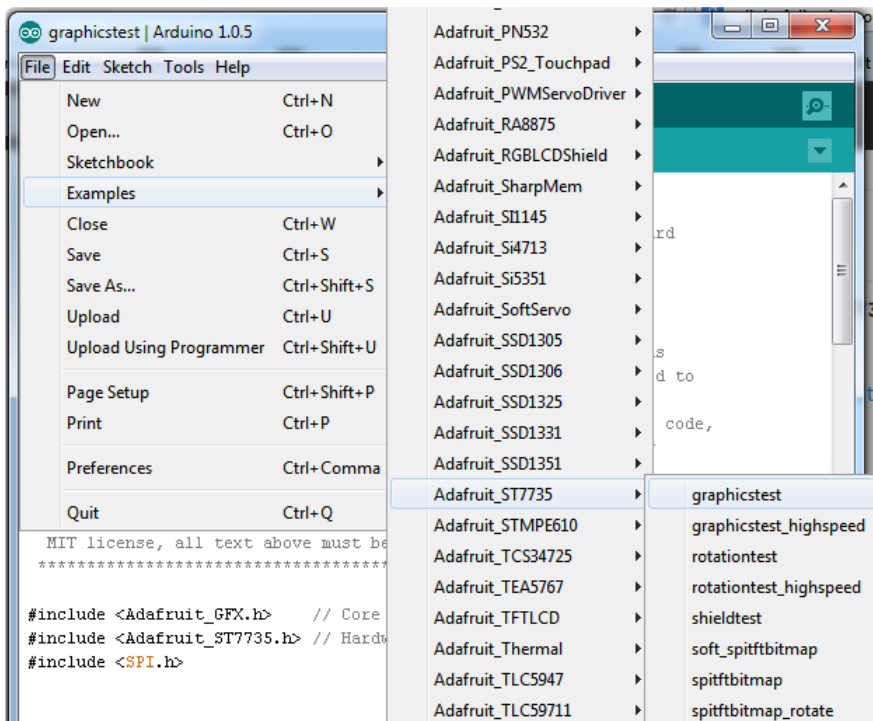 graphicstest | Arduino 1.0.5
File Edit Sketch Tools Help
New Ctrl+N
Open... Ctrl+O
Sketchbook
Examples
Close Ctrl+W
Save Ctrl+S
Save As... Ctrl+Shift+S
Upload Ctrl+U
Upload Using Programmer Ctrl+Shift+U
Page Setup Ctrl+Shift+P
Print Ctrl+P
Preferences Ctrl+Comma
Quit Ctrl+Q
Adafruit_PN532
Adafruit_PS2_Touchpad
Adafruit_PWMServoDriver
Adafruit_RA8875
Adafruit_RGBLCDShield
Adafruit_SharpMem
Adafruit_SI1145
Adafruit_Si4713
Adafruit_Si5351
Adafruit_SoftServo
Adafruit_SSD1305
Adafruit_SSD1306
Adafruit_SSD1325
Adafruit_SSD1331
Adafruit_SSD1351
Adafruit_ST7735
Adafruit_STMPE610
Adafruit_TCS34725
Adafruit_TEA5767
Adafruit_TFTLCD
Adafruit_Thermal
Adafruit_TLC5947
Adafruit_TLC59711
graphicstest
graphicstest_highspeed
rotationtest
rotationtest_highspeed
shieldtest
soft_spitftbitmap
spitftbitmap
spitftbitmap_rotate
rd
s
d to
code,
MIT license, all text above must be
*************************************
#include <Adafruit_GFX.h> // Core
#include <Adafruit_ST7735.h> // Hardw
#include <SPI.h>